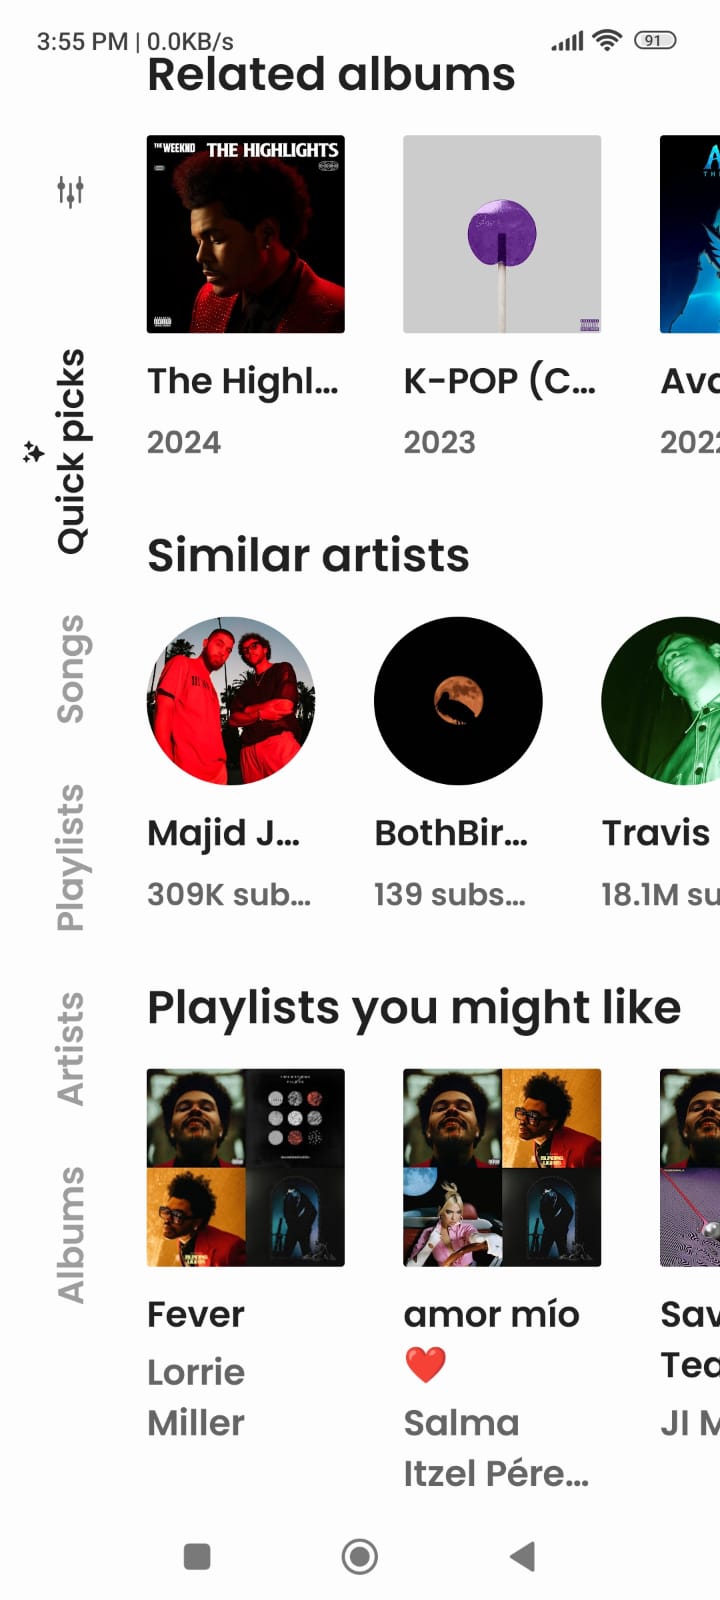 3:55 PM | 0.0KB/s
91
Related albums
THE WEEKND THE HIGHLIGHTS
The Highl...
2024
K-POP (C...
2023
Ava
2022
Quick picks
Songs
Playlists
Artists
Albums
Similar artists
Majid J...
309K sub...
BothBir...
139 subs...
Travis
18.1M su
Playlists you might like
Fever
Lorrie
Miller
amor mío
❤️
Salma
Itzel Pére...
Sav
Tea
JI M